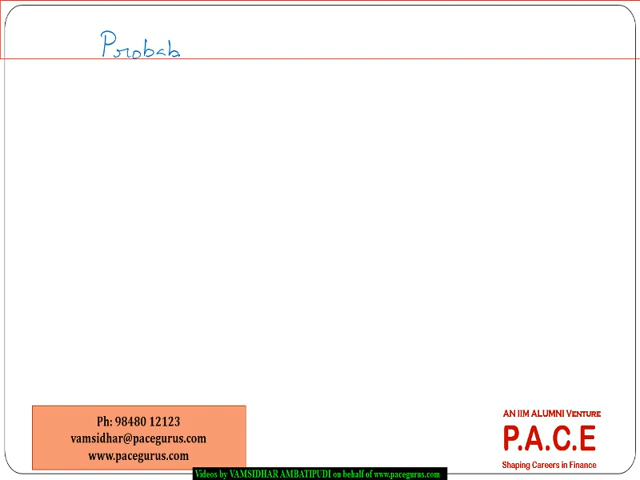 Probab
Ph: 98480 12123
vamsidhar@pacegurus.com
www.pacegurus.com
AN IIM ALUMNI VENTURE
P.A.C.E
Shaping Careers in Finance
Videos by VAMSIDHAR AMBATIPUDI on behalf of www.pacegurus.com